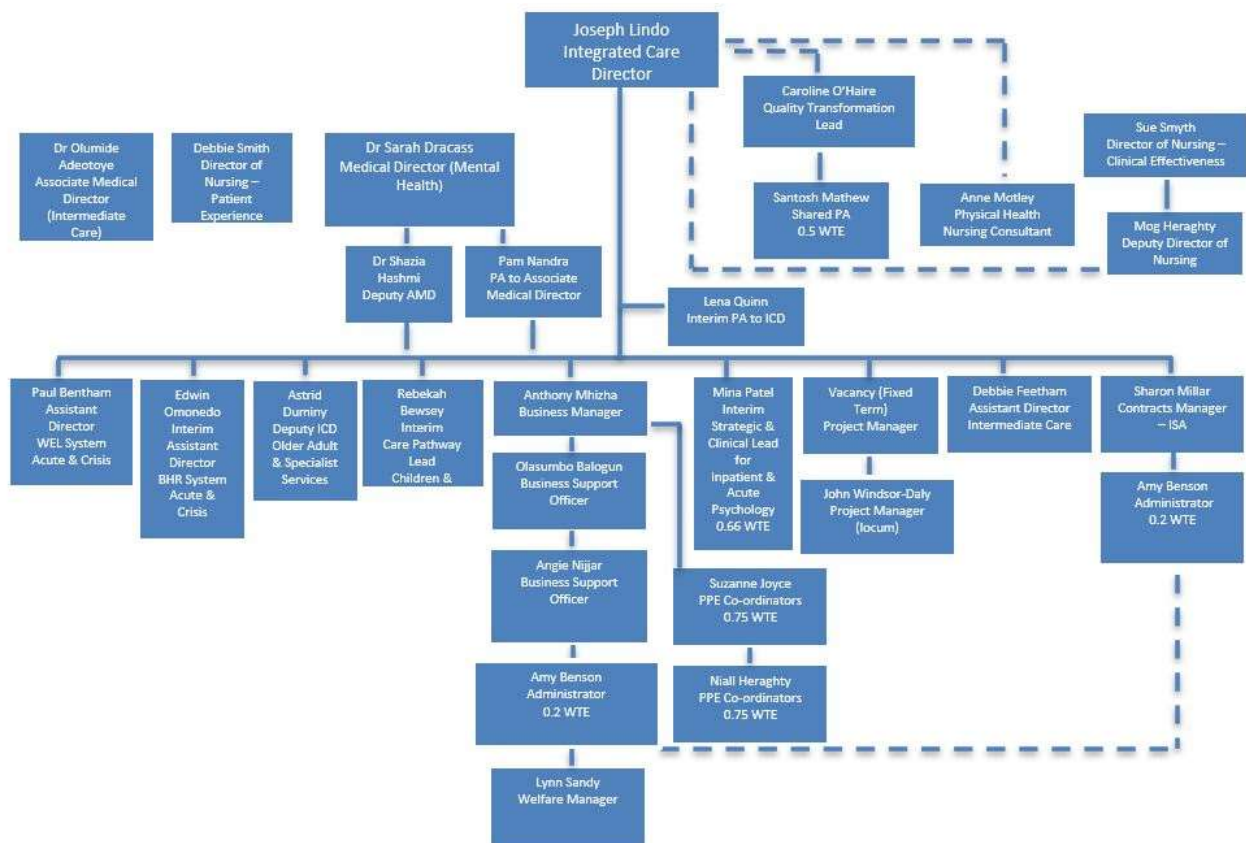 Joseph Lindo
Integrated Care
Director
Caroline O'Haire
Quality Transformation
Lead
Sue Smyth
Director of Nursing –
Clinical Effectiveness
Dr Olumide
Adeotoye
Associate Medical
Director
(Intermediate
Care)
Debbie Smith
Director of
Nursing –
Patient
Experience
Dr Sarah Dracass
Medical Director (Mental
Health)
Santosh Mathew
Shared PA
0.5 WTE
Anne Motley
Physical Health
Nursing Consultant
Mog Heraghty
Deputy Director of
Nursing
Dr Shazia
Hashmi
Deputy AMD
Pam Nandra
PA to Associate
Medical Director
Lena Quinn
Interim PA to ICD
Paul Bentham
Assistant
Director
WEL System
Acute & Crisis
Edwin
Omonedo
Interim
Assistant
Director
BHR System
Acute &
Crisis
Astrid
Duminy
Deputy ICD
Older Adult
& Specialist
Services
Rebekah
Bewsey
Interim
Care Pathway
Lead
Children &
Anthony Mhizha
Business Manager
Mina Patel
Interim
Strategic &
Clinical Lead
for
Inpatient &
Acute
Psychology
0.66 WTE
Vacancy (Fixed
Term)
Project Manager
Debbie Feetham
Assistant Director
Intermediate Care
Sharon Millar
Contracts Manager
– ISA
Olasumbo Balogun
Business Support
Officer
John Windsor-Daly
Project Manager
(locum)
Amy Benson
Administrator
0.2 WTE
Angie Nijjar
Business Support
Officer
Suzanne Joyce
PPE Co-ordinators
0.75 WTE
Amy Benson
Administrator
0.2 WTE
Niall Heraghty
PPE Co-ordinators
0.75 WTE
Lynn Sandy
Welfare Manager